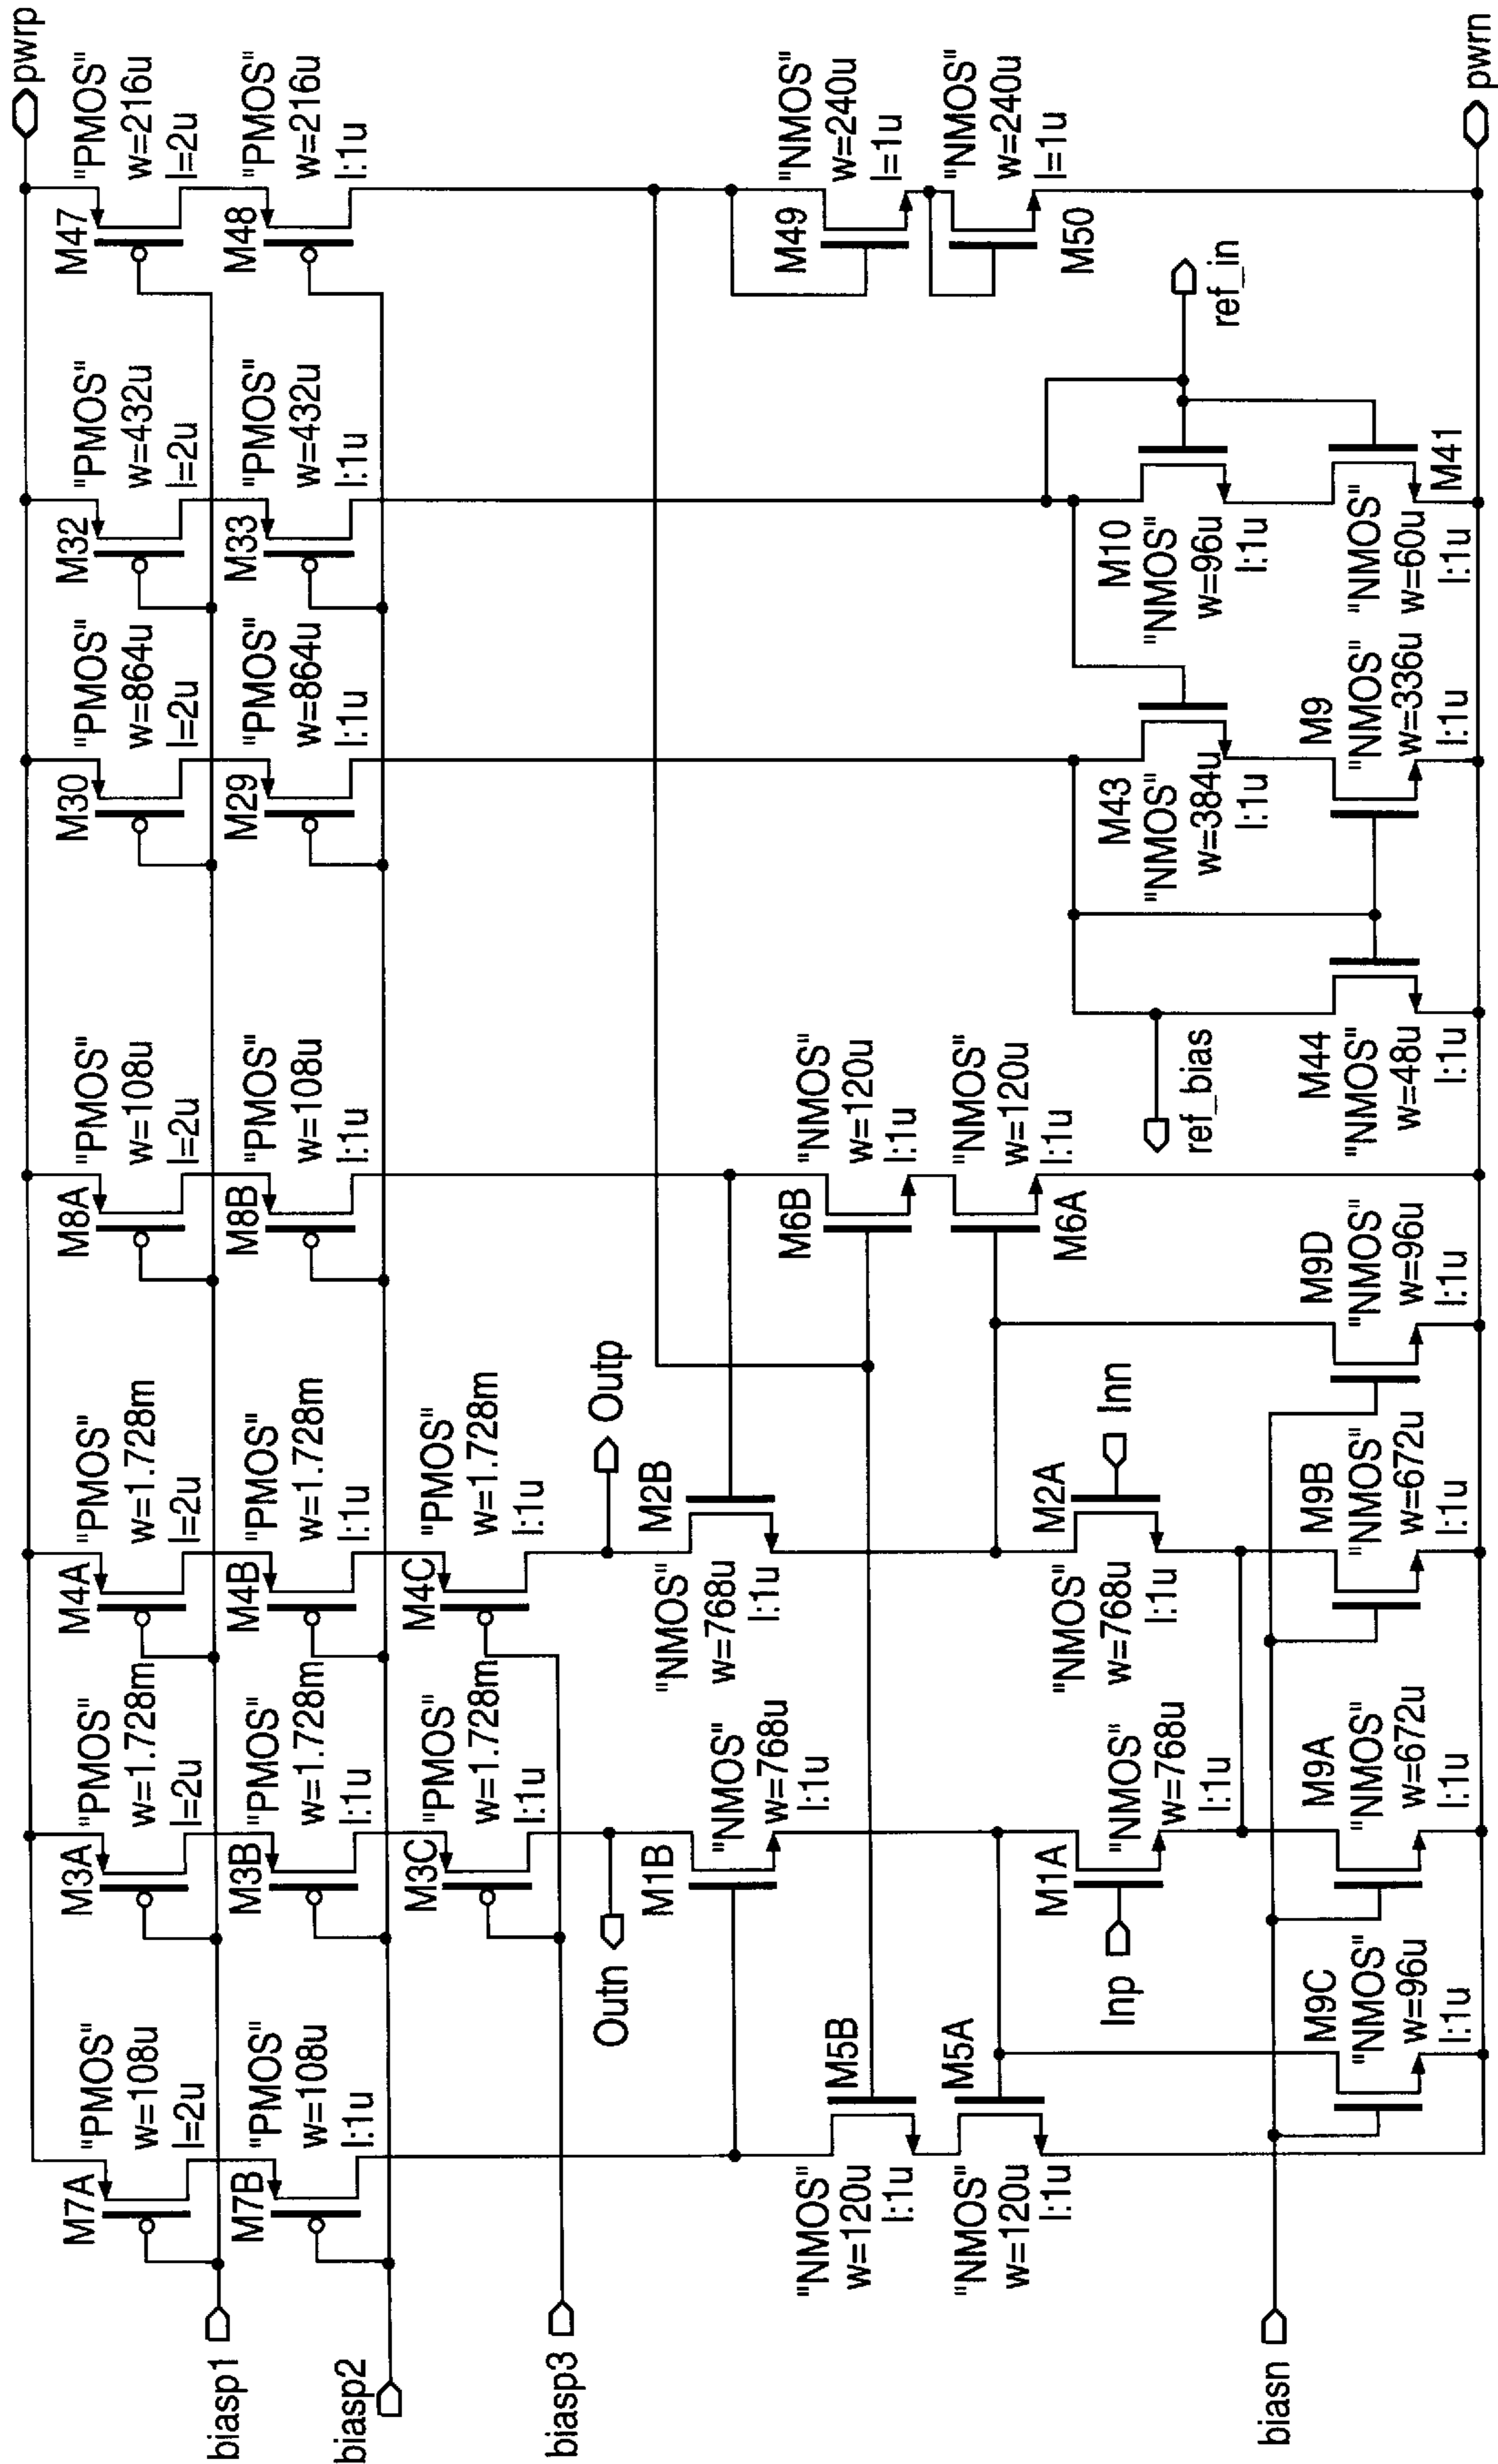 pwrp
M7A
"PMOS"
w=108u
l=2u
M3A
"PMOS"
w=1.728m
l=2u
M4A
"PMOS"
w=1.728m
l=2u
M8A
"PMOS"
w=108u
l=2u
M30
"PMOS"
w=864u
l=2u
M32
"PMOS"
w=432u
l=2u
M47
"PMOS"
w=216u
l=2u
biasp1
M7B
"PMOS"
w=108u
l:1u
M3B
"PMOS"
w=1.728m
l:1u
M4B
"PMOS"
w=1.728m
l:1u
M8B
"PMOS"
w=108u
l:1u
M29
"PMOS"
w=864u
l:1u
M33
"PMOS"
w=432u
l:1u
M48
"PMOS"
w=216u
l:1u
biasp2
M3C
"PMOS"
w=1.728m
l:1u
M4C
"PMOS"
w=1.728m
l:1u
biasp3
Outn
Outp
M1B
"NMOS"
w=768u
l:1u
M2B
"NMOS"
w=768u
l:1u
M5B
"NMOS"
w=120u
l:1u
M6B
"NMOS"
w=120u
l:1u
M49
"NMOS"
w=240u
l=1u
M5A
"NMOS"
w=120u
l:1u
M6A
"NMOS"
w=120u
l:1u
M50
"NMOS"
w=240u
l=1u
Inp
M1A
"NMOS"
w=768u
l:1u
M2A
"NMOS"
w=768u
l:1u
Inn
ref_bias
M43
"NMOS"
w=384u
l:1u
M10
"NMOS"
w=96u
l:1u
ref_in
biasn
M9C
"NMOS"
w=96u
l:1u
M9A
"NMOS"
w=672u
l:1u
M9B
"NMOS"
w=672u
l:1u
M9D
"NMOS"
w=96u
l:1u
M44
"NMOS"
w=48u
l:1u
M9
"NMOS"
w=336u
l:1u
M41
"NMOS"
w=60u
l:1u
pwrn